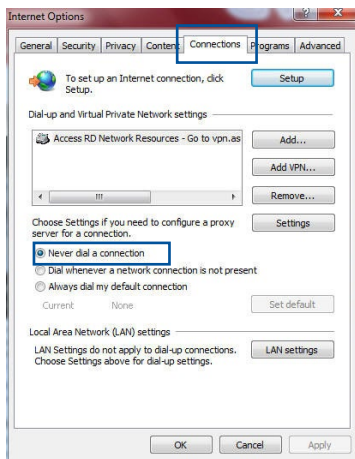 Internet Options
General Security Privacy Content Connections Programs Advanced
To set up an Internet connection, click
Setup.
Setup
Dial-up and Virtual Private Network settings
Access RD Network Resources - Go to vpn.as
Add...
Add VPN...
Remove...
Choose Settings if you need to configure a proxy
server for a connection.
Settings
Never dial a connection
Dial whenever a network connection is not present
Always dial my default connection
Current None
Set default
Local Area Network (LAN) settings
LAN Settings do not apply to dial-up connections.
Choose Settings above for dial-up settings.
LAN settings
OK Cancel Apply